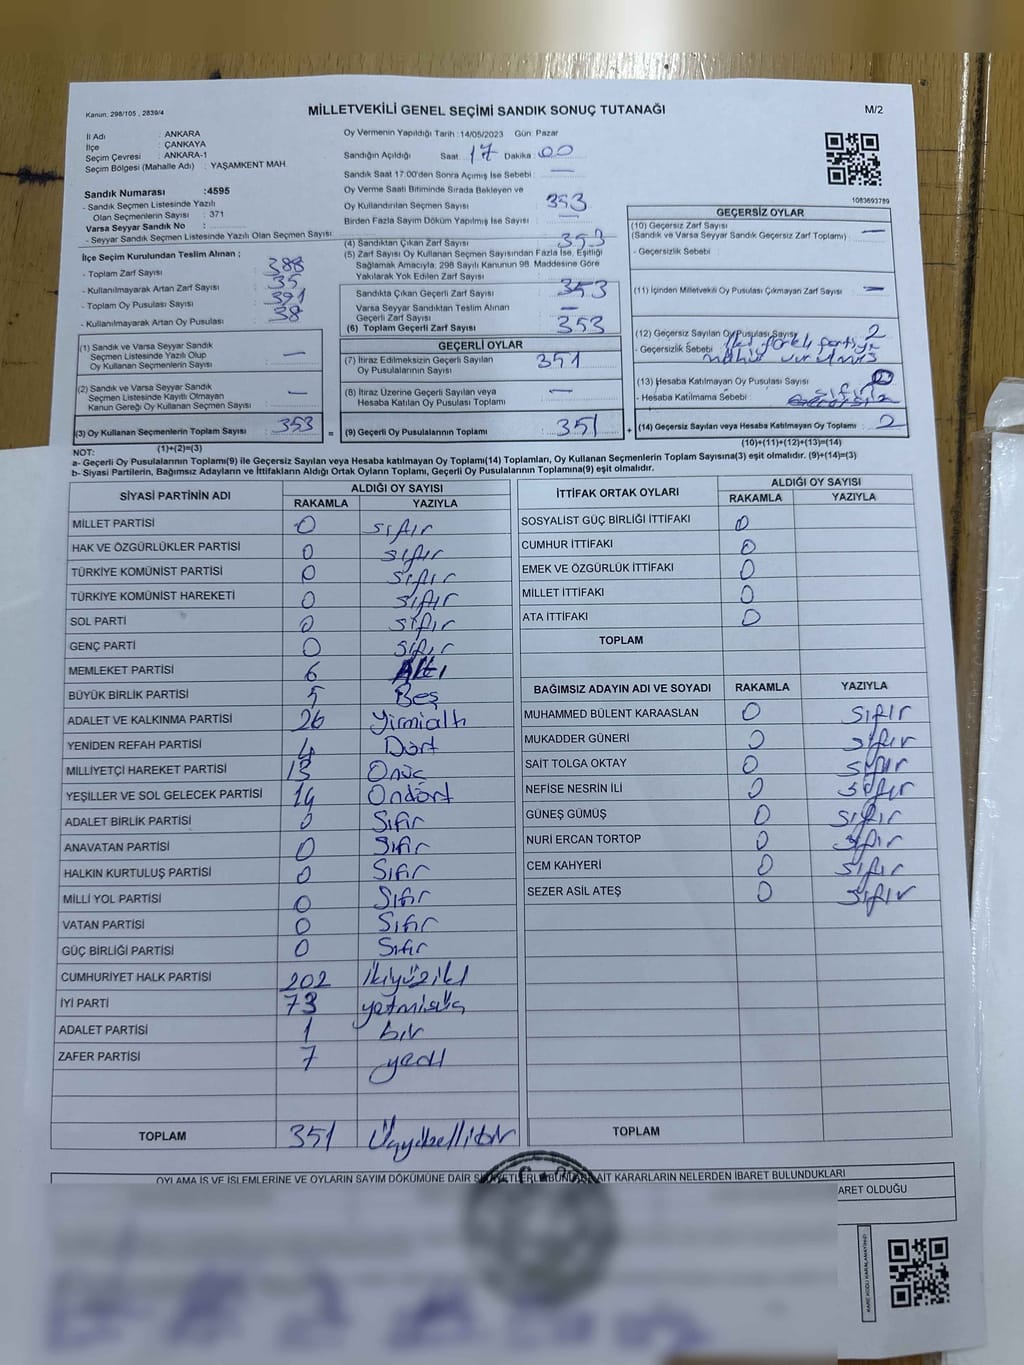 Kanun: 298/105 , 2839/4
MİLLETVEKİLİ GENEL SEÇİMİ SANDIK SONUÇ TUTANAĞI
M/2
İl Adı : ANKARA
İlçe : ÇANKAYA
Seçim Çevresi : ANKARA-1
Seçim Bölgesi (Mahalle Adı) : YAŞAMKENT MAH.
Sandık Numarası :4595
- Sandık Seçmen Listesinde Yazılı
Olan Seçmenlerin Sayısı : 371
Varsa Seyyar Sandık No :
- Seyyar Sandık Seçmen Listesinde Yazılı Olan Seçmen Sayısı:
Oy Vermenin Yapıldığı Tarih :14/05/2023 Gün: Pazar
Sandığın Açıldığı Saat: 17 Dakika: 00
Sandık Saat 17:00'den Sonra Açımış İse Sebebi : —
Oy Verme Saati Bitiminde Sırada Bekleyen ve
Oy Kullandırılan Seçmen Sayısı : 353
Birden Fazla Sayım Döküm Yapılmış İse Sayısı : —
1083693789
İlçe Seçim Kurulundan Teslim Alınan ;
- Toplam Zarf Sayısı : 388
- Kullanılmayarak Artan Zarf Sayısı : 35
- Toplam Oy Pusulası Sayısı : 391
- Kullanılmayarak Artan Oy Pusulası : 38
(1) Sandık ve Varsa Seyyar Sandık
Seçmen Listesinde Yazılı Olup
Oy Kullanan Seçmenlerin Sayısı : —
(2) Sandık ve Varsa Seyyar Sandık
Seçmen Listesinde Kayıtlı Olmayan
Kanun Gereği Oy Kullanan Seçmen Sayısı : —
(3) Oy Kullanan Seçmenlerin Toplam Sayısı : 353
(1)+(2)=(3)
(4) Sandıktan Çıkan Zarf Sayısı : 353
(5) Zarf Sayısı Oy Kullanan Seçmen Sayısından Fazla İse, Eşitliği
Sağlamak Amacıyla, 298 Sayılı Kanunun 98. Maddesine Göre
Yakılarak Yok Edilen Zarf Sayısı :
Sandıkta Çıkan Geçerli Zarf Sayısı : 353
Varsa Seyyar Sandıktan Teslim Alınan
Geçerli Zarf Sayısı : —
(6) Toplam Geçerli Zarf Sayısı : 353
GEÇERLİ OYLAR
(7) İtiraz Edilmeksizin Geçerli Sayılan
Oy Pusulalarının Sayısı : 351
(8) İtiraz Üzerine Geçerli Sayılan veya
Hesaba Katılan Oy Pusulası Toplamı : —
= (9) Geçerli Oy Pusulalarının Toplamı : 351
GEÇERSİZ OYLAR
(10) Geçersiz Zarf Sayısı
(Sandık ve Varsa Seyyar Sandık Geçersiz Zarf Toplamı) : —
- Geçersizlik Sebebi :
(11) İçinden Milletvekili Oy Pusulası Çıkmayan Zarf Sayısı : —
(12) Geçersiz Sayılan Oy Pusulası Sayısı : 2
- Geçersizlik Sebebi : İki farklı partiye
mühür vurulmuş
(13) Hesaba Katılmayan Oy Pusulası Sayısı : 0
- Hesaba Katılmama Sebebi : sıfır
+ (14) Geçersiz Sayılan veya Hesaba Katılmayan Oy Toplamı : 2
(10)+(11)+(12)+(13)=(14)
NOT:
a- Geçerli Oy Pusulalarının Toplamı(9) ile Geçersiz Sayılan veya Hesaba katılmayan Oy Toplamı(14) Toplamları, Oy Kullanan Seçmenlerin Toplam Sayısına(3) eşit olmalıdır. (9)+(14)=(3)
b- Siyasi Partilerin, Bağımsız Adayların ve İttifakların Aldığı Ortak Oyların Toplamı, Geçerli Oy Pusulalarının Toplamına(9) eşit olmalıdır.
SİYASİ PARTİNİN ADI ALDIĞI OY SAYISI
RAKAMLA YAZIYLA
MİLLET PARTİSİ 0 sıfır
HAK VE ÖZGÜRLÜKLER PARTİSİ 0 sıfır
TÜRKİYE KOMÜNİST PARTİSİ 0 sıfır
TÜRKİYE KOMÜNİST HAREKETİ 0 sıfır
SOL PARTİ 0 sıfır
GENÇ PARTİ 0 sıfır
MEMLEKET PARTİSİ 6 Altı
BÜYÜK BİRLİK PARTİSİ 5 Beş
ADALET VE KALKINMA PARTİSİ 26 Yirmialtı
YENİDEN REFAH PARTİSİ 4 Dört
MİLLİYETÇİ HAREKET PARTİSİ 13 Onüç
YEŞİLLER VE SOL GELECEK PARTİSİ 14 Ondört
ADALET BİRLİK PARTİSİ 0 Sıfır
ANAVATAN PARTİSİ 0 Sıfır
HALKIN KURTULUŞ PARTİSİ 0 Sıfır
MİLLİ YOL PARTİSİ 0 Sıfır
VATAN PARTİSİ 0 Sıfır
GÜÇ BİRLİĞİ PARTİSİ 0 Sıfır
CUMHURİYET HALK PARTİSİ 202 ikiyüziki
İYİ PARTİ 73 yetmişüç
ADALET PARTİSİ 1 bir
ZAFER PARTİSİ 7 yedi
TOPLAM 351 Üçyüzellibir
İTTİFAK ORTAK OYLARI ALDIĞI OY SAYISI
RAKAMLA YAZIYLA
SOSYALİST GÜÇ BİRLİĞİ İTTİFAKI 0
CUMHUR İTTİFAKI 0
EMEK VE ÖZGÜRLÜK İTTİFAKI 0
MİLLET İTTİFAKI 0
ATA İTTİFAKI 0
TOPLAM
BAĞIMSIZ ADAYIN ADI VE SOYADI RAKAMLA YAZIYLA
MUHAMMED BÜLENT KARAASLAN 0 sıfır
MUKADDER GÜNERİ 0 sıfır
SAİT TOLGA OKTAY 0 sıfır
NEFİSE NESRİN İLİ 0 sıfır
GÜNEŞ GÜMÜŞ 0 sıfır
NURİ ERCAN TORTOP 0 sıfır
CEM KAHYERİ 0 sıfır
SEZER ASİL ATEŞ 0 sıfır
TOPLAM
OYLAMA İŞ VE İŞLEMLERİNE VE OYLARIN SAYIM DÖKÜMÜNE DAİR AİT KARARLARIN NELERDEN İBARET BULUNDUKLARI
ARET OLDUĞU